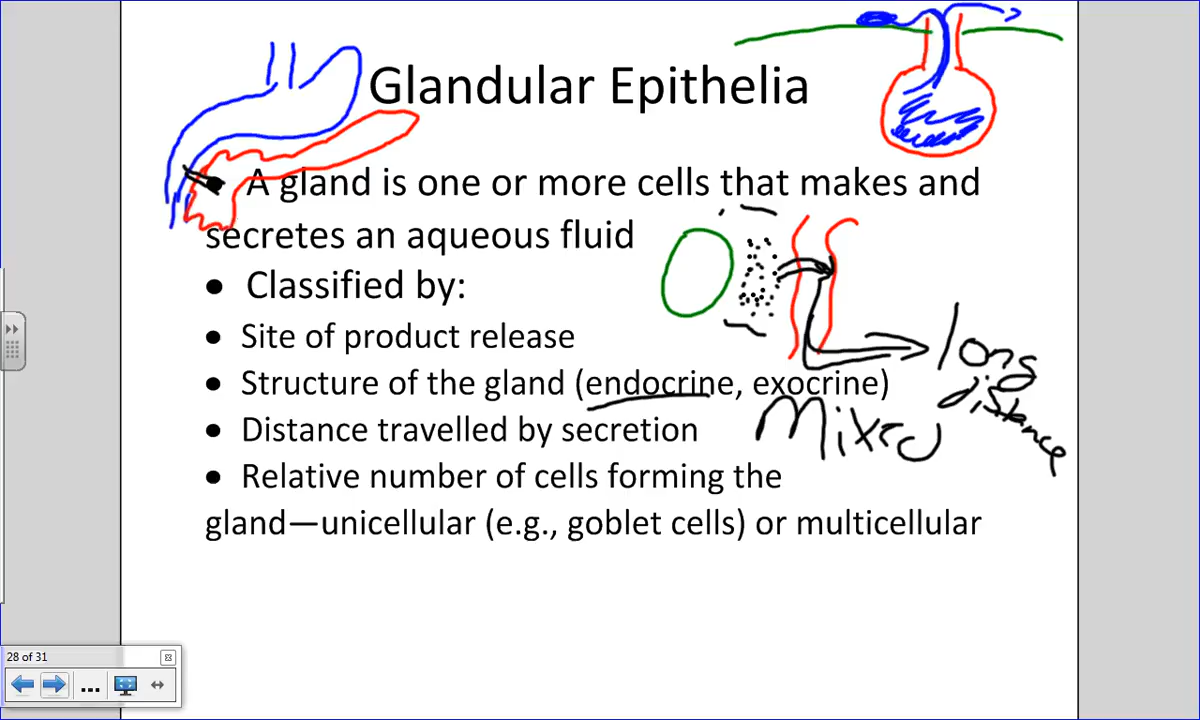 Glandular Epithelia
• A gland is one or more cells that makes and
secretes an aqueous fluid
• Classified by:
• Site of product release
• Structure of the gland (endocrine, exocrine)
• Distance travelled by secretion
• Relative number of cells forming the
gland—unicellular (e.g., goblet cells) or multicellular
long
distance
Mixed
28 of 31
...